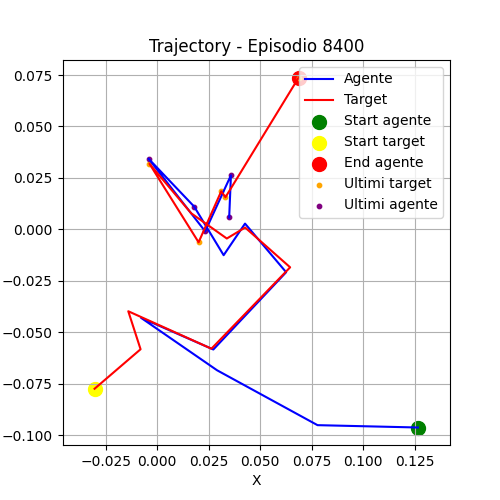 Trajectory - Episodio 8400
Agente
Target
Start agente
Start target
End agente
Ultimi target
Ultimi agente
0.075
0.050
0.025
0.000
−0.025
−0.050
−0.075
−0.100
−0.025 0.000 0.025 0.050 0.075 0.100 0.125
X